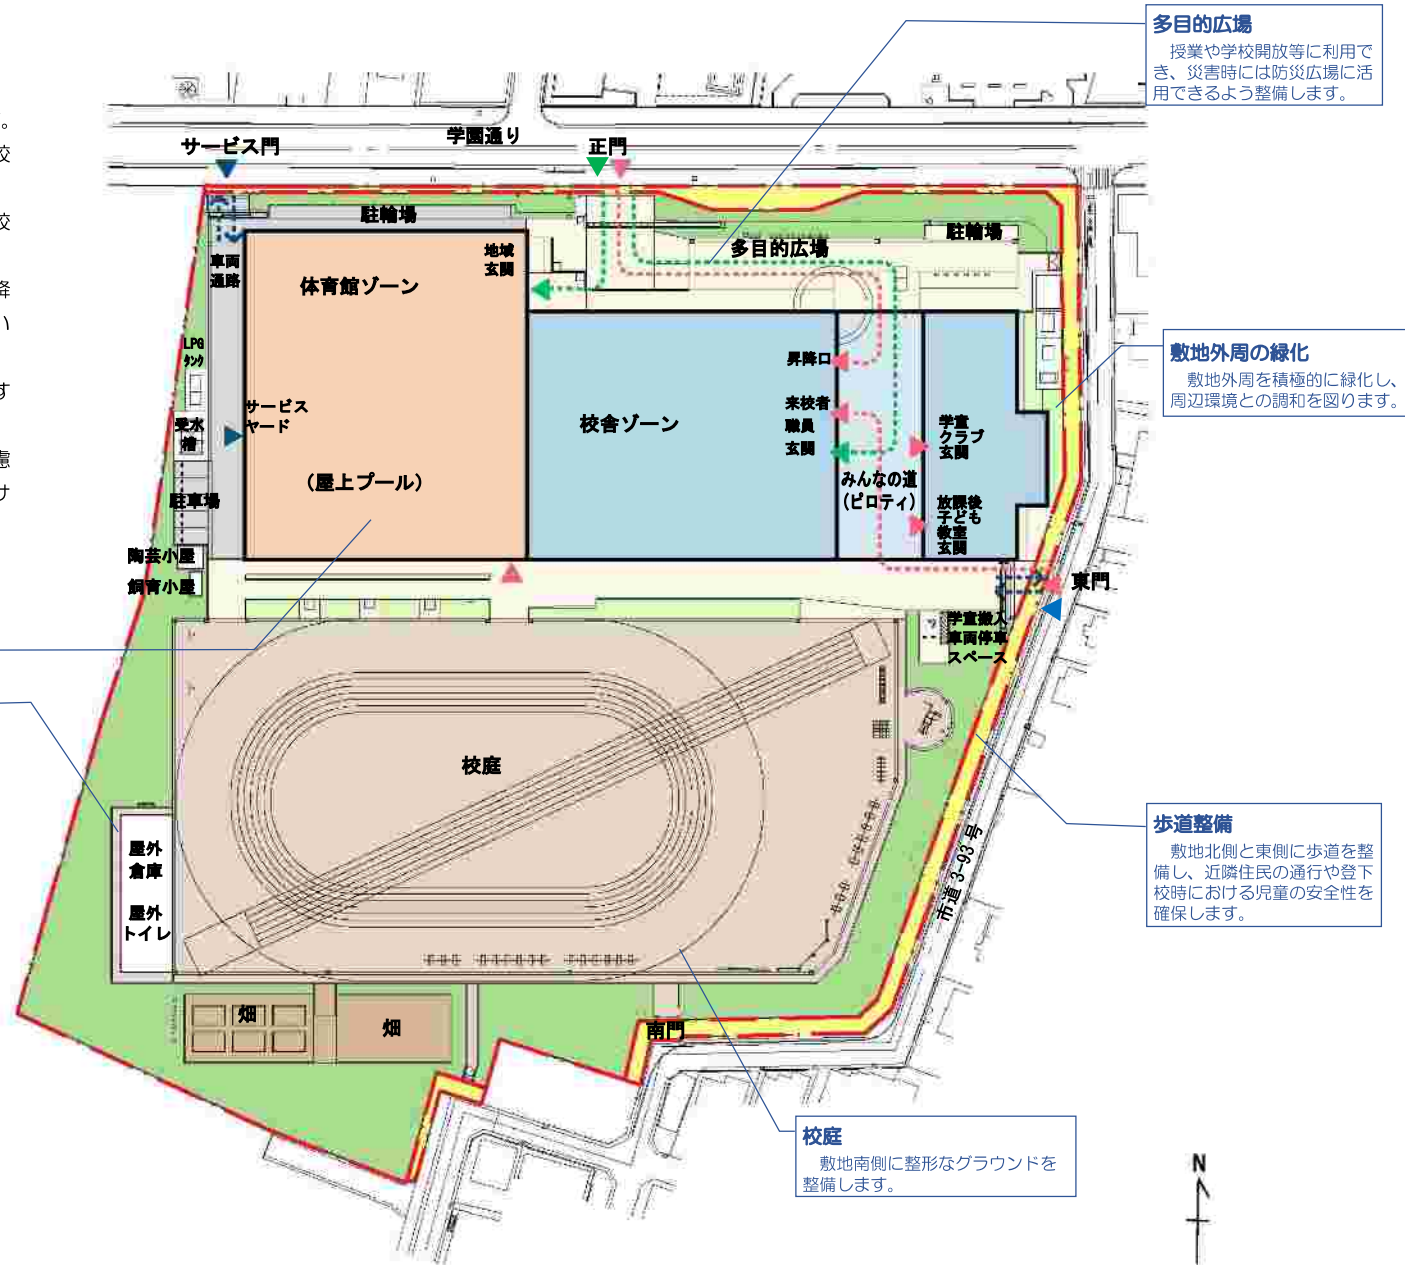 多目的広場
授業や学校開放等に利用で
き、災害時には防災広場に活
用できるよう整備します。
。
校
校
降
い
す
慮
け
学園通り
サービス門
正門
駐輪場
駐輪場
多目的広場
車両
通路
地域
玄関
体育館ゾーン
LPG
タンク
昇降口
敷地外周の緑化
敷地外周を積極的に緑化し、
周辺環境との調和を図ります。
サービス
ヤード
受水
槽
校舎ゾーン
来校者
職員
玄関
学童
クラブ
玄関
(屋上プール)
みんなの道
(ピロティ)
駐車場
放課後
子ども
教室
玄関
陶芸小屋
飼育小屋
東門
学童搬入
車両停車
スペース
校庭
屋外
倉庫
屋外
トイレ
市道 3-93 号
歩道整備
敷地北側と東側に歩道を整
備し、近隣住民の通行や登下
校時における児童の安全性を
確保します。
畑
畑
南門
校庭
敷地南側に整形なグラウンドを
整備します。
N